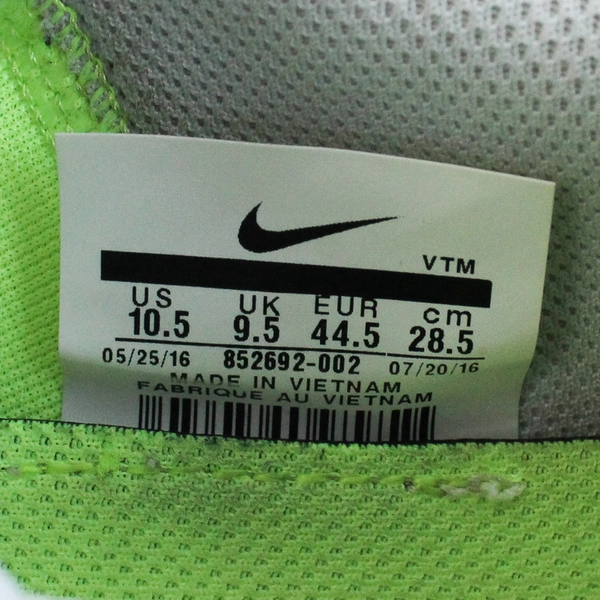 VTM
US UK EUR cm
10.5 9.5 44.5 28.5
05/25/16 852692-002 07/20/16
MADE IN VIETNAM
FABRIQUE AU VIETNAM